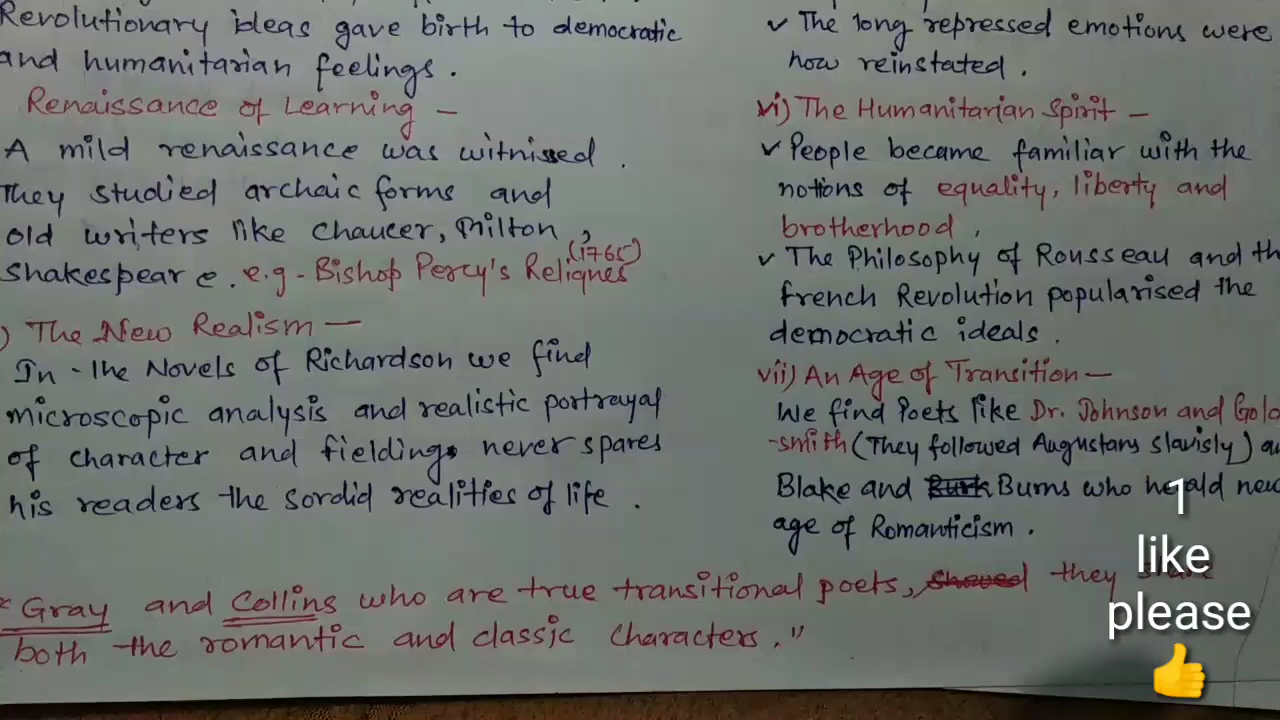 Revolutionary ideas gave birth to democratic
and humanitarian feelings.
Renaissance of Learning -
A mild renaissance was witnissed.
They studied archaic forms and
old writers like Chaucer, Milton,
Shakespeare. e.g - Bishop Percy's Reliques
(1765)
) The New Realism -
In the Novels of Richardson we find
microscopic analysis and realistic portrayal
of character and fielding never spares
his readers the sordid realities of life.
✓ The long repressed emotions were
now reinstated.
vi) The Humanitarian Spirit -
✓ People became familiar with the
notions of equality, liberty and
brotherhood.
✓ The Philosophy of Rousseau and th
French Revolution popularised the
democratic ideals.
vii) An Age of Transition -
We find Poets like Dr. Johnson and Gold
-smith (They followed Augustans slavisly) an
Blake and Burns who herald new
age of Romanticism.
"Gray and Collins who are true transitional poets, they
both the romantic and classic characters."
1
like
please
👍